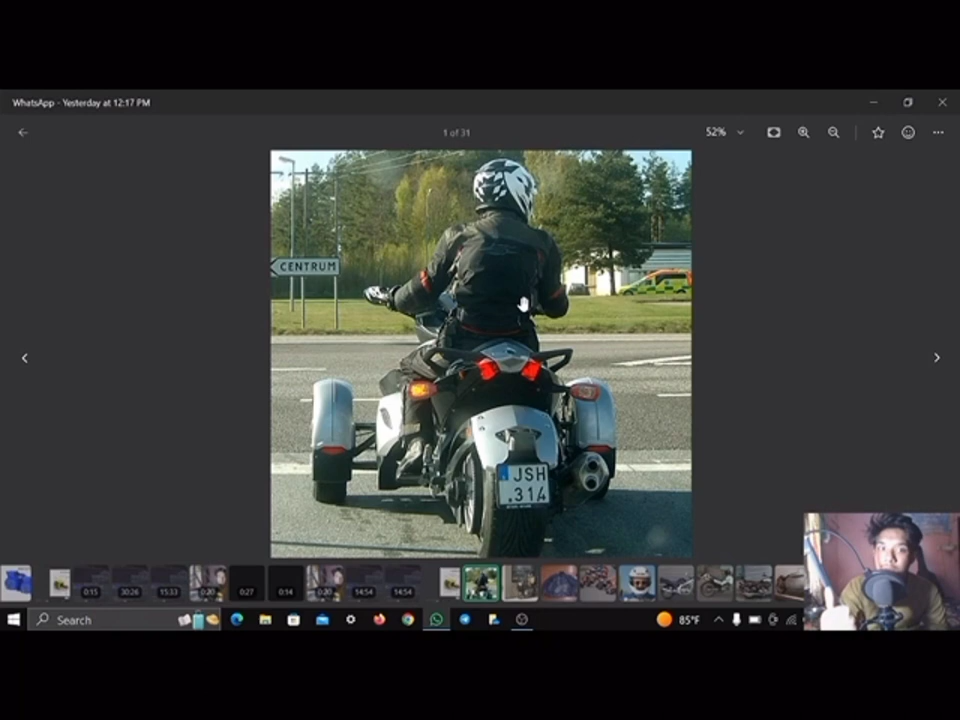 WhatsApp - Yesterday at 12:17 PM
1 of 31
52%
CENTRUM
JSH
.314
0:15
30:26
15:33
0:20
0:27
0:14
0:20
14:54
14:54
Search
85°F